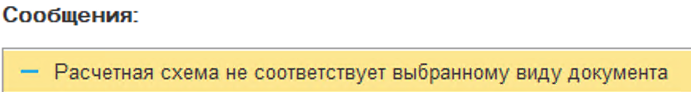 Сообщения:
Расчетная схема не соответствует выбранному виду документа